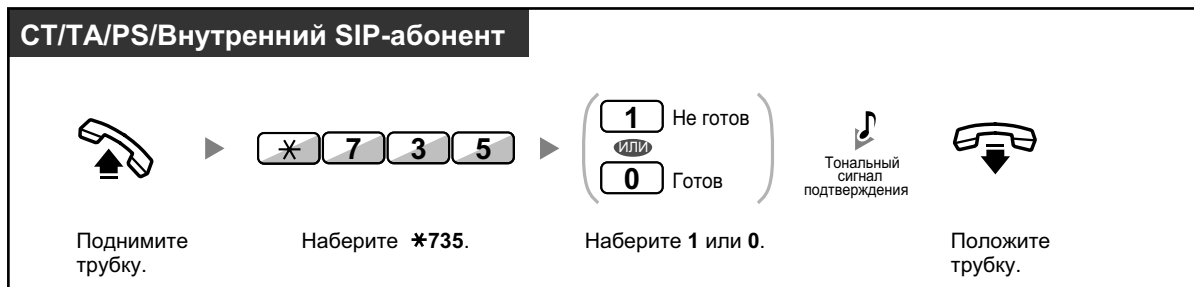 СТ/ТА/PS/Внутренний SIP-абонент
✳ 7 3 5
1 Не готов
ИЛИ
0 Готов
Тональный
сигнал
подтверждения
Поднимите
трубку.
Наберите ✳735.
Наберите 1 или 0.
Положите
трубку.